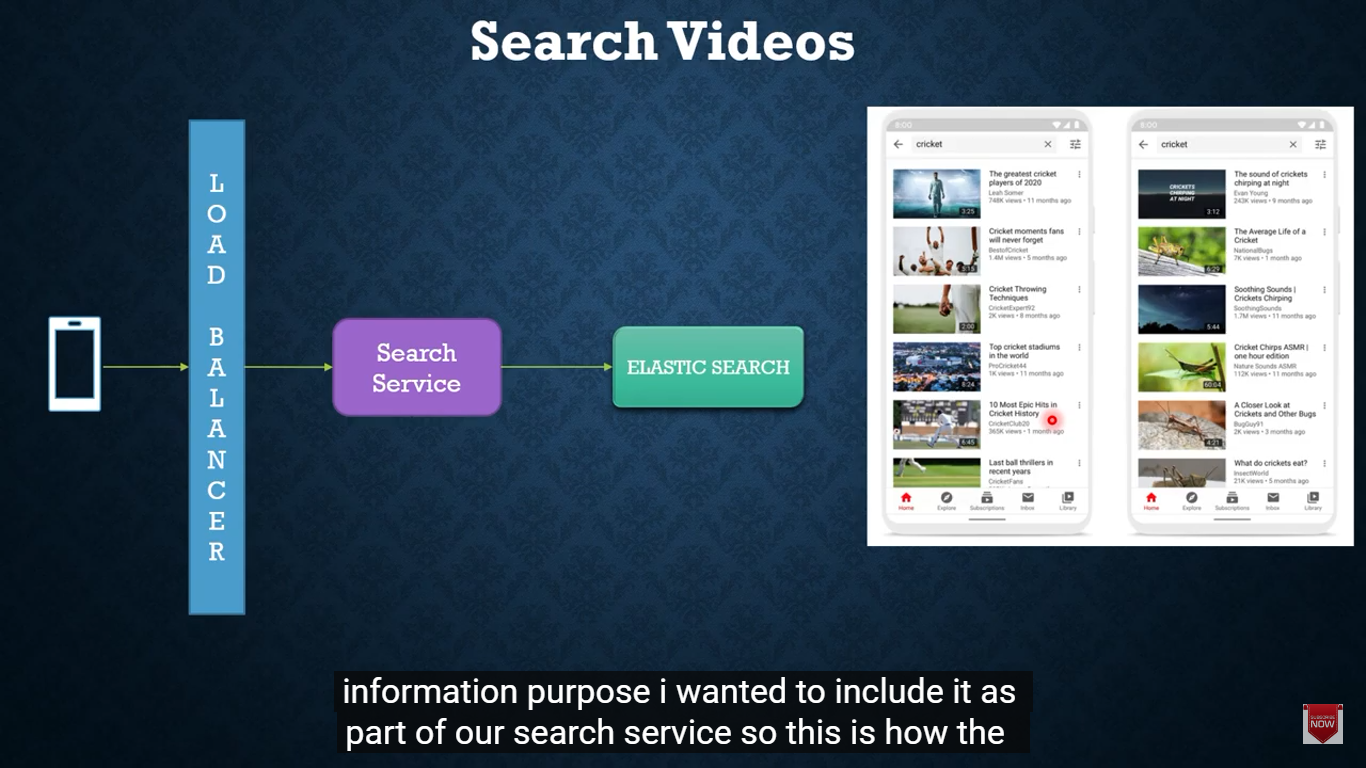 Search Videos
LOAD BALANCER
Search
Service
ELASTIC SEARCH
8:00
cricket
The greatest cricket
players of 2020
Leah Somer
748K views • 11 months ago
3:25
Cricket moments fans
will never forget
BestofCricket
1.4M views • 5 months ago
5:15
Cricket Throwing
Techniques
CricketExpert92
2K views • 8 months ago
2:00
Top cricket stadiums
in the world
ProCricket44
1K views • 11 months ago
8:24
10 Most Epic Hits in
Cricket History
CricketClub20
365K views • 1 month ago
6:45
Last ball thrillers in
recent years
CricketFans
Home Explore Subscriptions Inbox Library
8:00
cricket
CRICKETS
CHIRPING
AT NIGHT
The sound of crickets
chirping at night
Evan Young
243K views • 9 months ago
3:12
The Average Life of a
Cricket
NationalBugs
7K views • 1 month ago
6:29
Soothing Sounds |
Crickets Chirping
SoothingSounds
1.7M views • 11 months ago
5:44
Cricket Chirps ASMR |
one hour edition
Nature Sounds ASMR
112K views • 11 months ago
60:04
A Closer Look at
Crickets and Other Bugs
BugGuy91
2K views • 3 months ago
4:21
What do crickets eat?
InsectWorld
21K views • 5 months ago
Home Explore Subscriptions Inbox Library
information purpose i wanted to include it as
part of our search service so this is how the
SUBSCRIBE
NOW